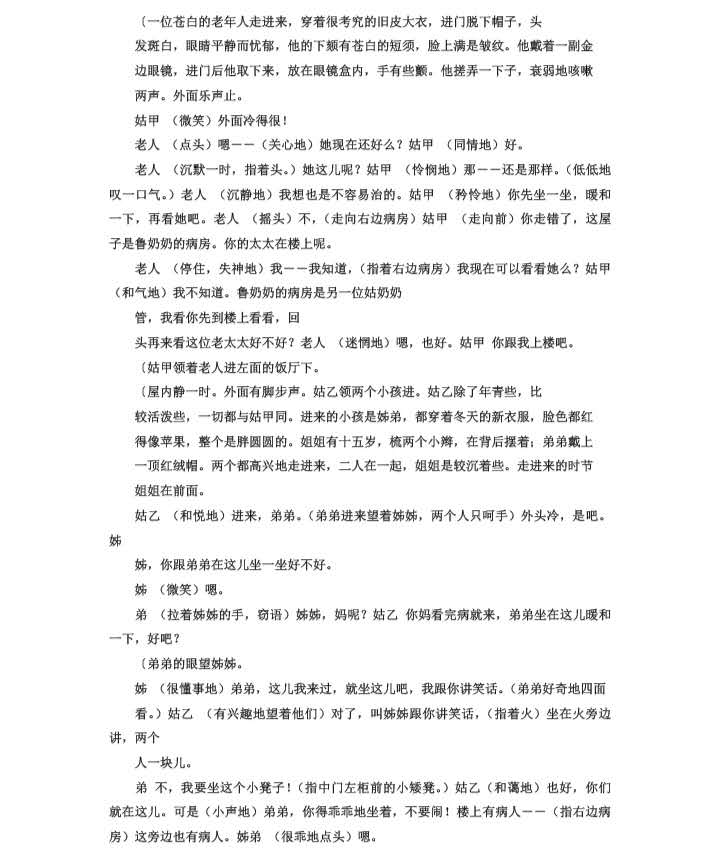 〔一位苍白的老年人走进来，穿着很考究的旧皮大衣，进门脱下帽子，头
发斑白，眼睛平静而忧郁，他的下颏有苍白的短须，脸上满是皱纹。他戴着一副金
边眼镜，进门后他取下来，放在眼镜盒内，手有些颤。他搓弄一下子，衰弱地咳嗽
两声。外面乐声止。
姑甲 （微笑）外面冷得很！
老人 （点头）嗯－－（关心地）她现在还好么？姑甲 （同情地）好。
老人 （沉默一时，指着头。）她这儿呢？姑甲 （怜悯地）那－－还是那样。（低低地
叹一口气。）老人 （沉静地）我想也是不容易治的。姑甲 （矜怜地）你先坐一坐，暖和
一下，再看她吧。老人 （摇头）不，（走向右边病房）姑甲 （走向前）你走错了，这屋
子是鲁奶奶的病房。你的太太在楼上呢。
老人 （停住，失神地）我－－我知道，（指着右边病房）我现在可以看看她么？姑甲
（和气地）我不知道。鲁奶奶的病房是另一位姑奶奶
管，我看你先到楼上看看，回
头再来看这位老太太好不好？老人 （迷惘地）嗯，也好。姑甲 你跟我上楼吧。
〔姑甲领着老人进左面的饭厅下。
〔屋内静一时。外面有脚步声。姑乙领两个小孩进。姑乙除了年青些，比
较活泼些，一切都与姑甲同。进来的小孩是姊弟，都穿着冬天的新衣服，脸色都红
得像苹果，整个是胖圆圆的。姐姐有十五岁，梳两个小辫，在背后摆着；弟弟戴上
一顶红绒帽。两个都高兴地走进来，二人在一起，姐姐是较沉着些。走进来的时节
姐姐在前面。
姑乙 （和悦地）进来，弟弟。（弟弟进来望着姊姊，两个人只呵手）外头冷，是吧。
姊
姊，你跟弟弟在这儿坐一坐好不好。
姊 （微笑）嗯。
弟 （拉着姊姊的手，窃语）姊姊，妈呢？姑乙 你妈看完病就来，弟弟坐在这儿暖和
一下，好吧？
〔弟弟的眼望姊姊。
姊 （很懂事地）弟弟，这儿我来过，就坐这儿吧，我跟你讲笑话。（弟弟好奇地四面
看。）姑乙 （有兴趣地望着他们）对了，叫姊姊跟你讲笑话，（指着火）坐在火旁边
讲，两个
人一块儿。
弟 不，我要坐这个小凳子！（指中门左柜前的小矮凳。）姑乙（和蔼地）也好，你们
就在这儿。可是（小声地）弟弟，你得乖乖地坐着，不要闹！楼上有病人－－（指右边病
房）这旁边也有病人。姊弟 （很乖地点头）嗯。